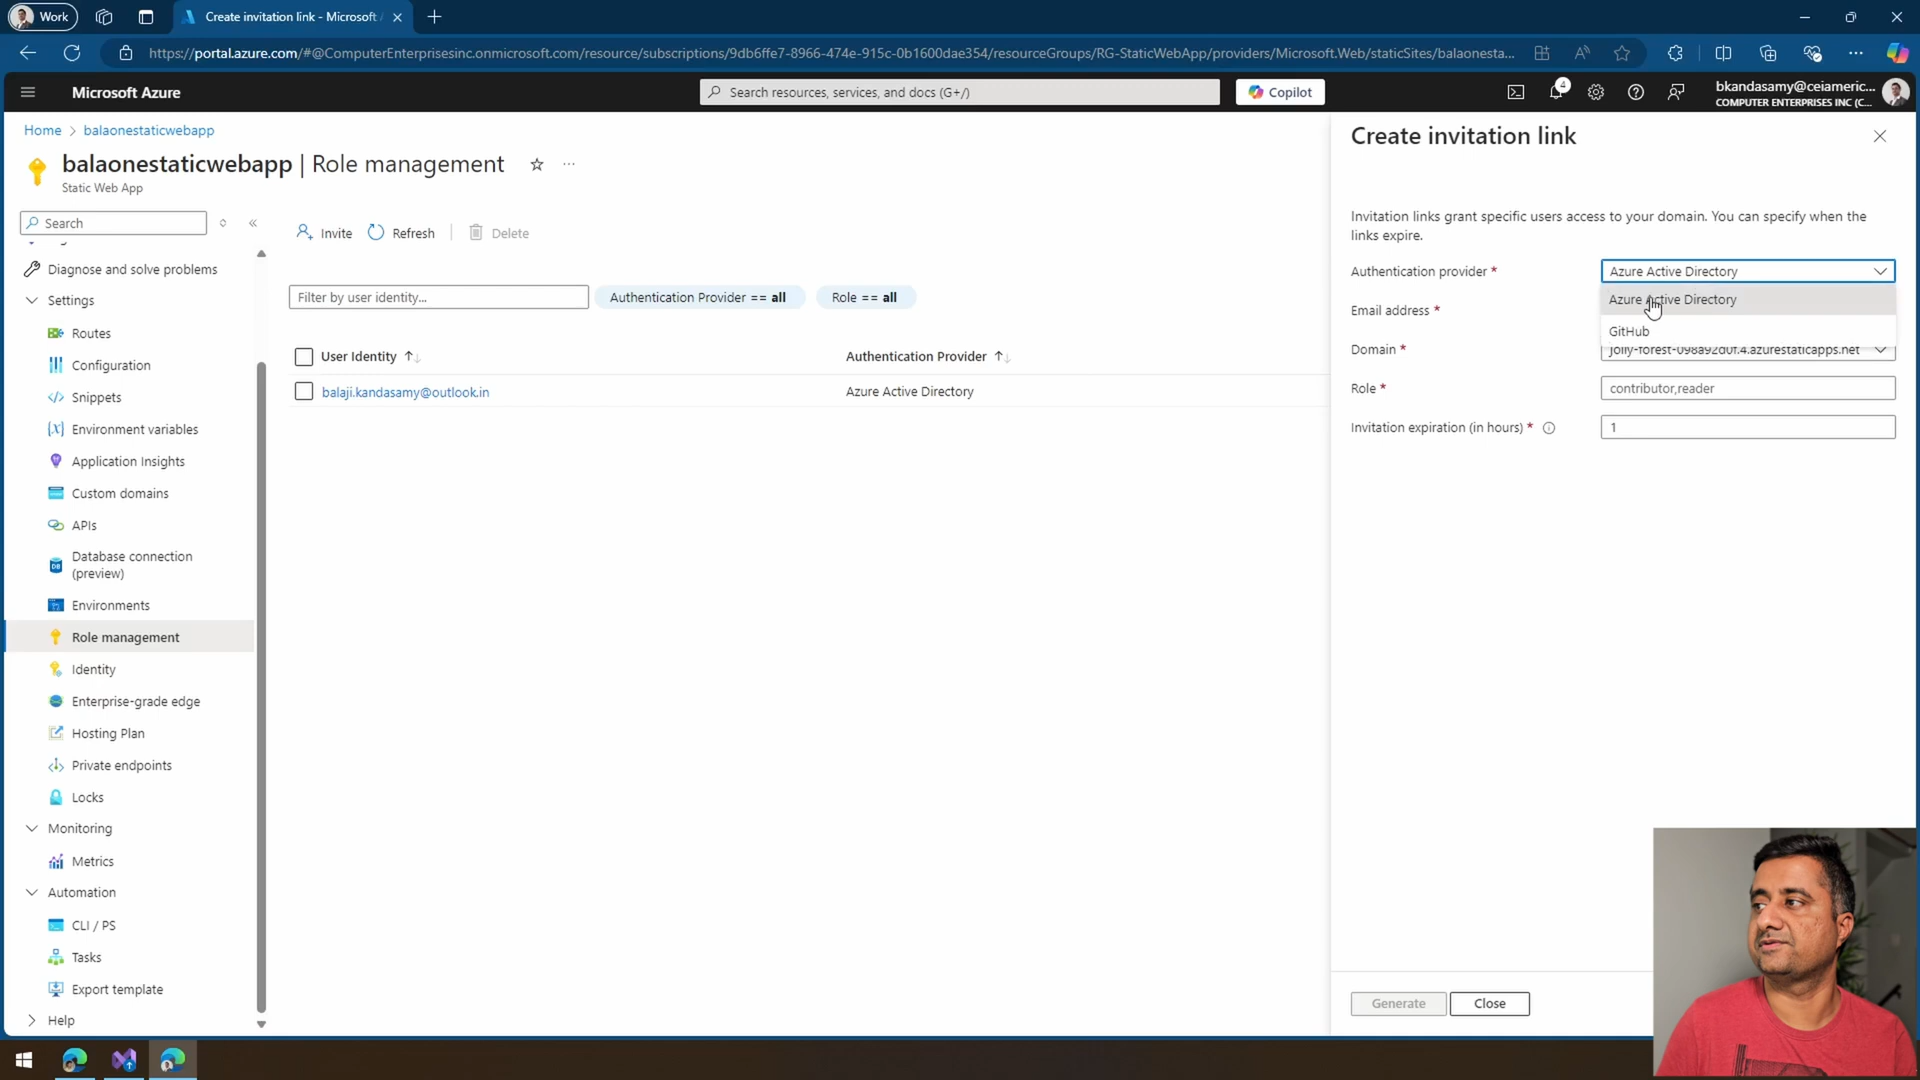 Work
Create invitation link - Microsoft
https://portal.azure.com/#@ComputerEnterprisesinc.onmicrosoft.com/resource/subscriptions/9db6ffe7-8966-474e-915c-0b1600dae354/resourceGroups/RG-StaticWebApp/providers/Microsoft.Web/staticSites/balaonesta...
Microsoft Azure
Search resources, services, and docs (G+/)
Copilot
4
bkandasamy@ceiameric...
COMPUTER ENTERPRISES INC (C...
Home > balaonestaticwebapp
balaonestaticwebapp | Role management
Static Web App
Search
Diagnose and solve problems
Settings
Routes
Configuration
Snippets
Environment variables
Application Insights
Custom domains
APIs
Database connection
(preview)
Environments
Role management
Identity
Enterprise-grade edge
Hosting Plan
Private endpoints
Locks
Monitoring
Metrics
Automation
CLI / PS
Tasks
Export template
Help
Invite
Refresh
Delete
Filter by user identity...
Authentication Provider == all
Role == all
User Identity
Authentication Provider
balaji.kandasamy@outlook.in
Azure Active Directory
Create invitation link
Invitation links grant specific users access to your domain. You can specify when the
links expire.
Authentication provider *
Azure Active Directory
Azure Active Directory
GitHub
Email address *
Domain *
jolly-forest-098a92d0f.4.azurestaticapps.net
Role *
contributor,reader
Invitation expiration (in hours) *
1
Generate
Close